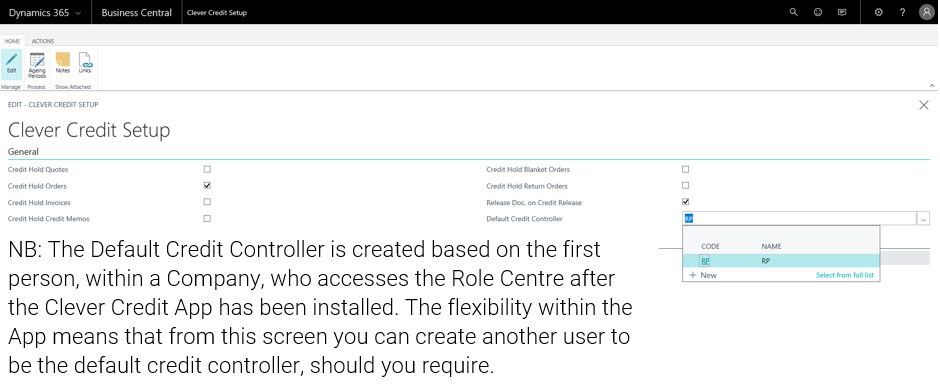 Dynamics 365 Business Central Clever Credit Setup ?
HOME ACTIONS
Edit Ageing Periods Notes Links
Manage Process Show Attached
EDIT - CLEVER CREDIT SETUP
Clever Credit Setup
General
Credit Hold Quotes Credit Hold Blanket Orders
Credit Hold Orders Credit Hold Return Orders
Credit Hold Invoices Release Doc. on Credit Release
Credit Hold Credit Memos Default Credit Controller RP ...
CODE NAME
RP RP
+ New Select from full list
NB: The Default Credit Controller is created based on the first
person, within a Company, who accesses the Role Centre after
the Clever Credit App has been installed. The flexibility within the
App means that from this screen you can create another user to
be the default credit controller, should you require.